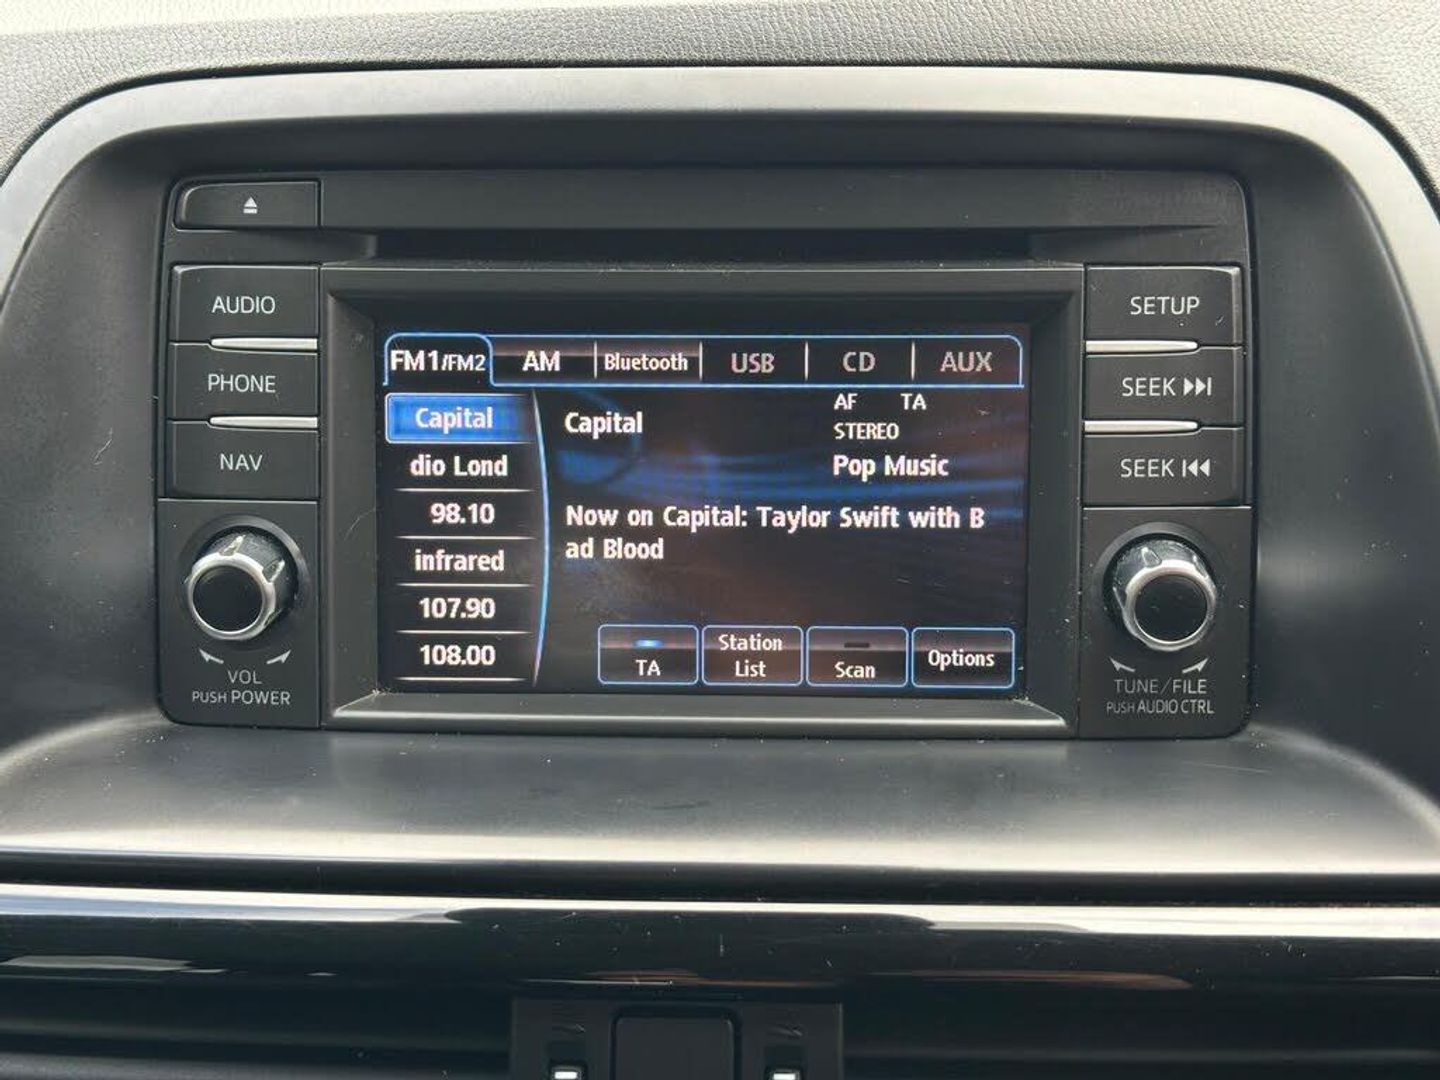 AUDIO
PHONE
NAV
VOL
PUSH POWER
FM1/FM2
AM
Bluetooth
USB
CD
AUX
Capital
dio Lond
98.10
infrared
107.90
108.00
Capital
AF TA
STEREO
Pop Music
Now on Capital: Taylor Swift with B
ad Blood
TA
Station
List
Scan
Options
SETUP
SEEK
SEEK
TUNE/FILE
PUSH AUDIO CTRL